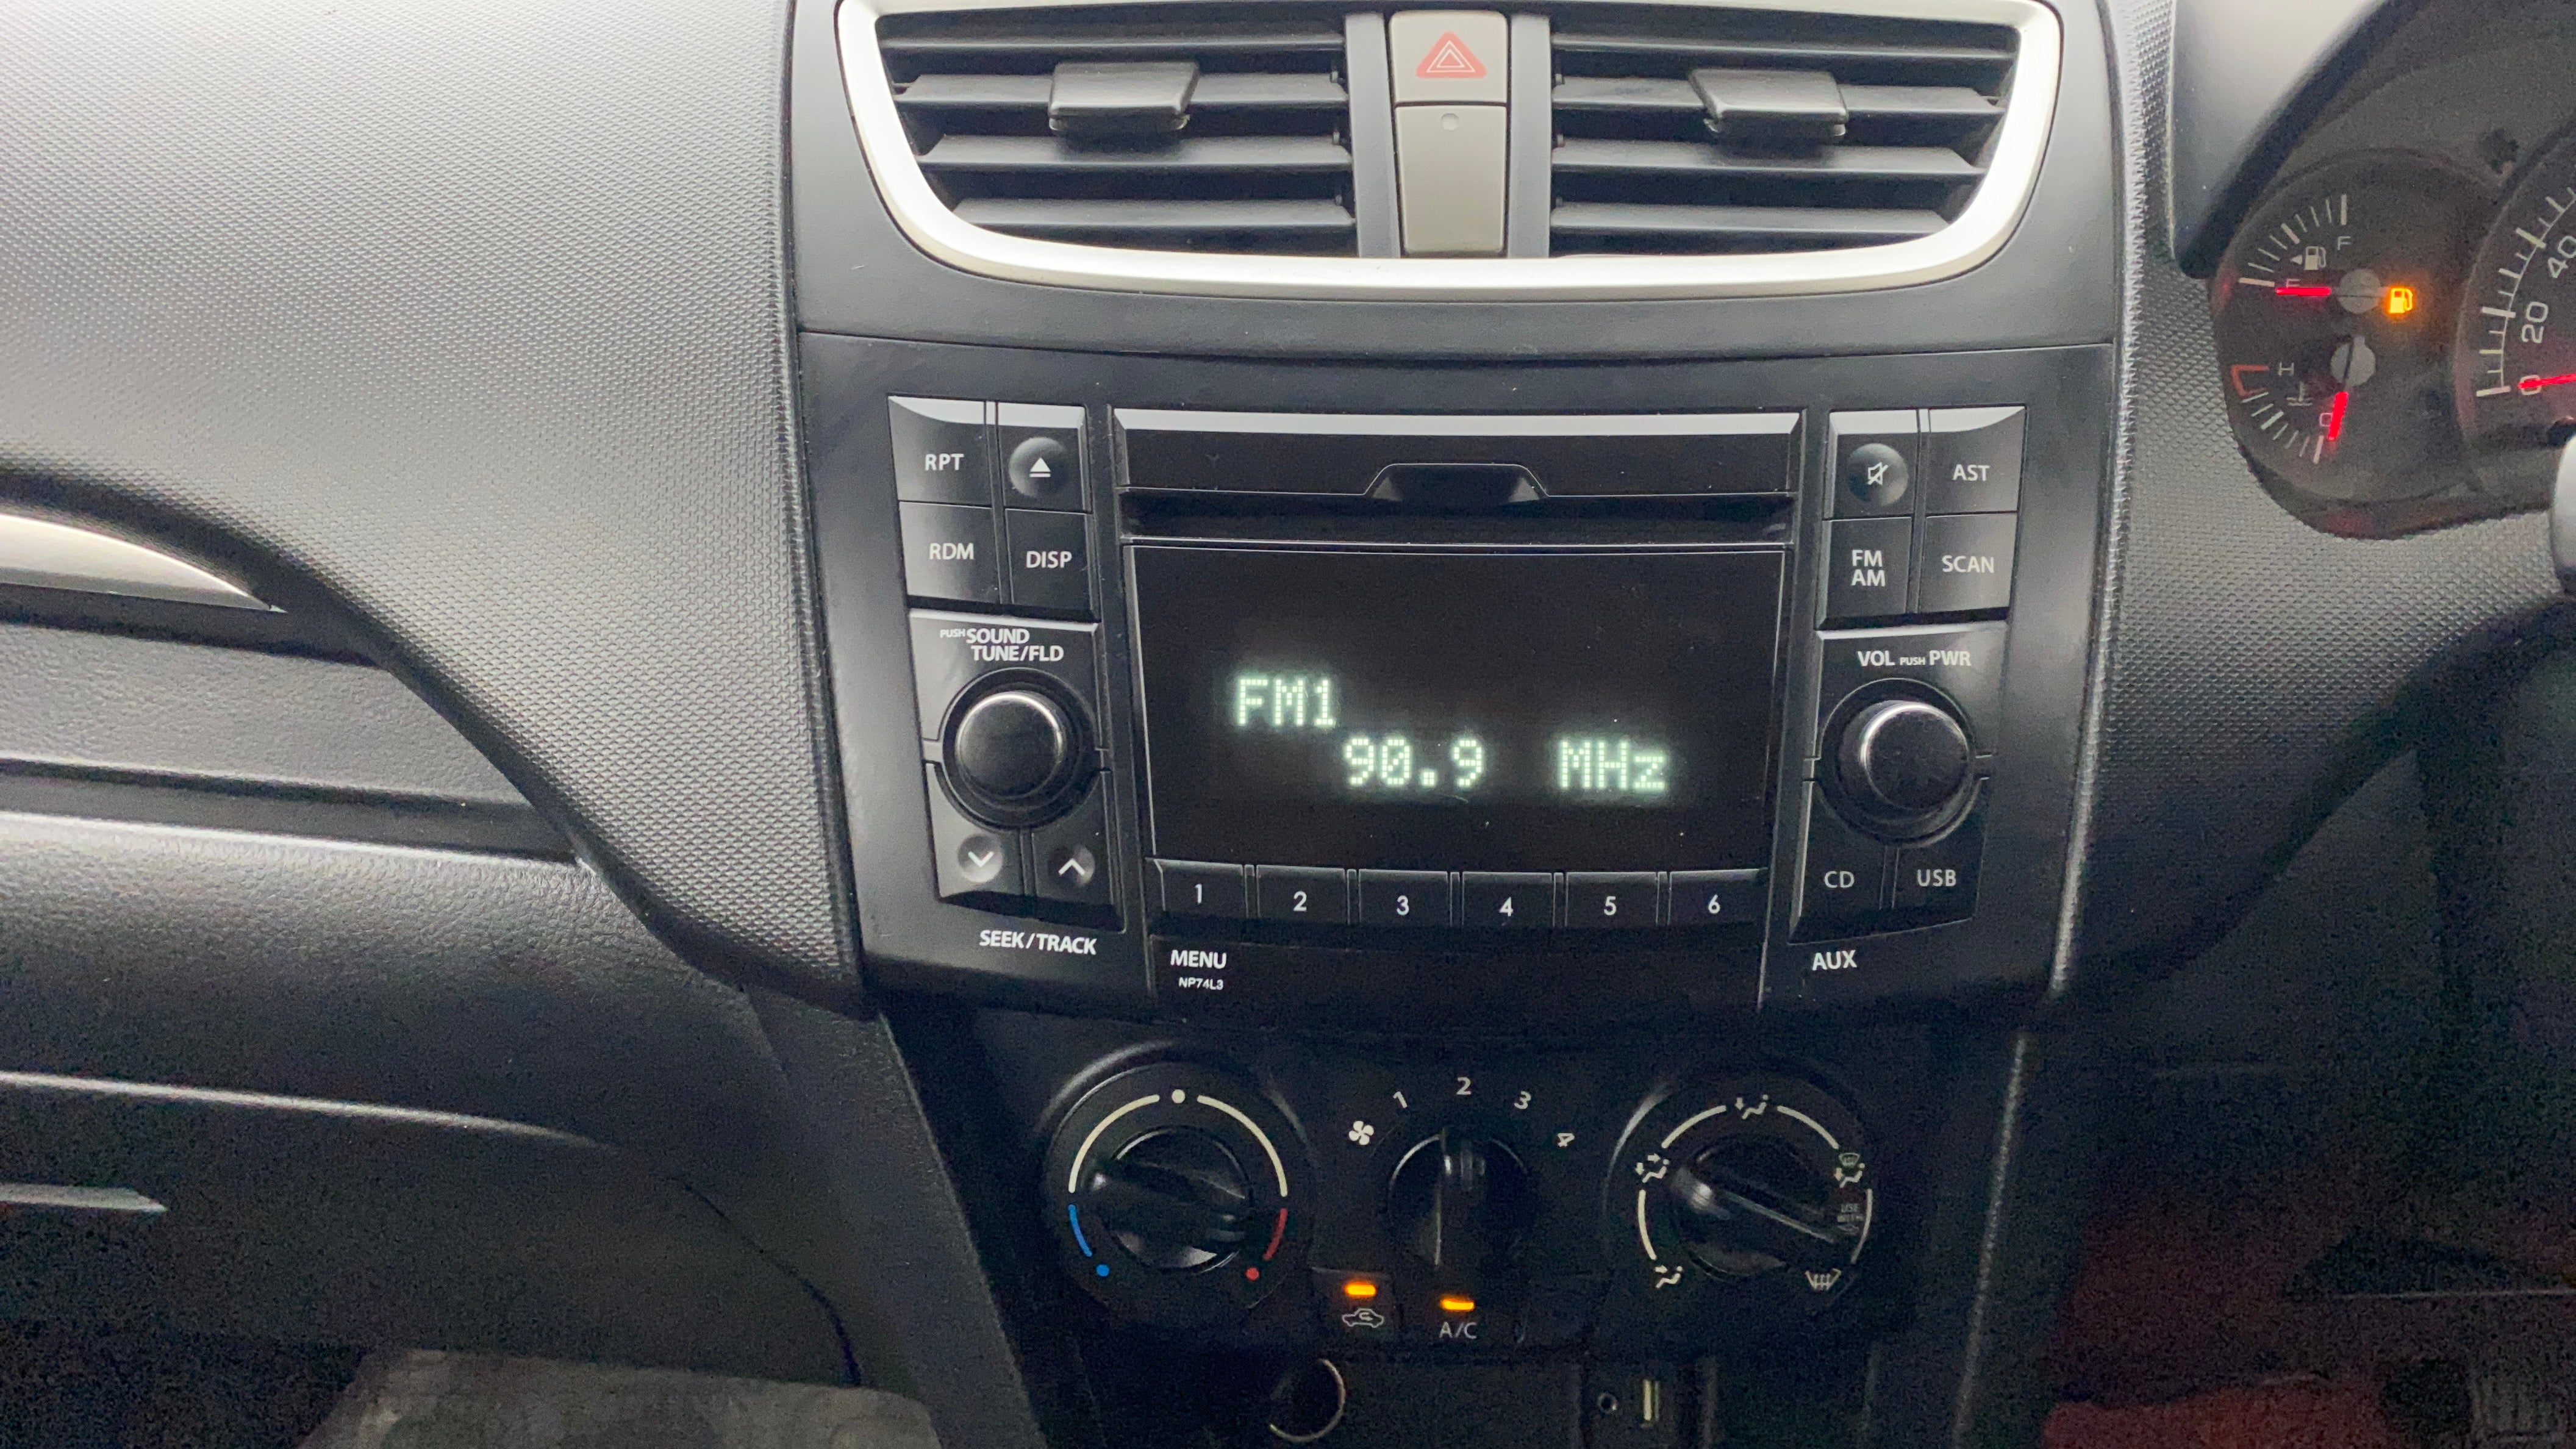 F
E
H
C
40
20
0
RPT
RDM
DISP
AST
FM
AM
SCAN
PUSH SOUND
TUNE/FLD
VOL PUSH PWR
FM1
90.9 MHz
1 2 3 4 5 6
CD USB
SEEK/TRACK
MENU
NP74L3
AUX
1 2 3 4
A/C